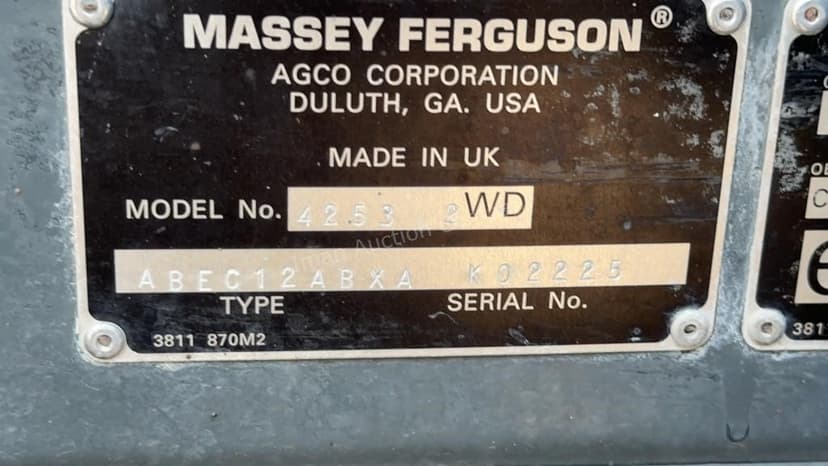 MASSEY FERGUSON®
AGCO CORPORATION
DULUTH, GA. USA
MADE IN UK
MODEL No. 4253 2WD
ABEC12ABXA K02225
TYPE SERIAL No.
3811 870M2
381